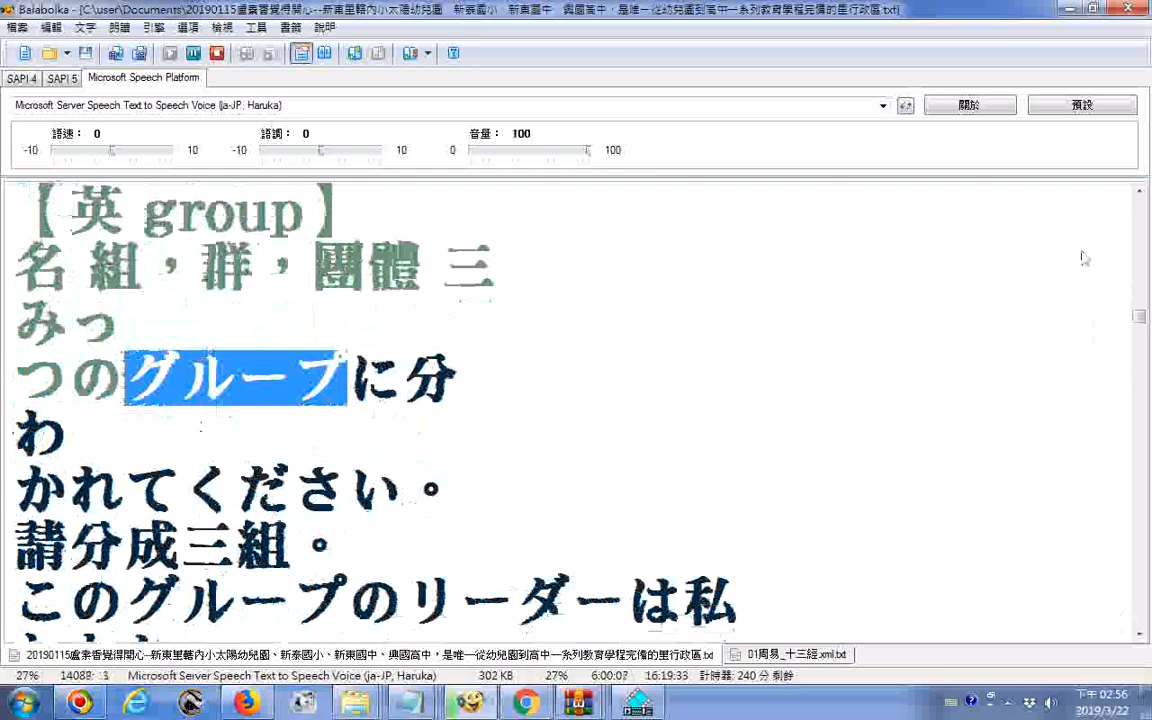 Balabolka - [C:\user\Documents\20190115盧素香覺得開心--新東里轄內小太陽幼兒園 新泰國小 新東國中 興國高中，是唯一從幼兒園到高中一系列教育學程完備的里行政區.txt]
檔案 編輯 文字 朗讀 引擎 選項 檢視 工具 書籤 說明
SAPI 4 SAPI 5 Microsoft Speech Platform
Microsoft Server Speech Text to Speech Voice (ja-JP, Haruka) 關於 預設
語速： 0 語調： 0 音量： 100
-10 10 -10 10 0 100
【英 group】
名 組，群，團體 三
みっ
つのグループに分
わ
かれてください。
請分成三組。
このグループのリーダーは私
20190115盧素香覺得開心--新東里轄內小太陽幼兒園、新泰國小、新東國中、興國高中，是唯一從幼兒園到高中一系列教育學程完備的里行政區.txt 01周易_十三經.xml.txt
27% Microsoft Server Speech Text to Speech Voice (ja-JP, Haruka) 302 KB 27% 16:19:33 計時器: 240 分 剩餘
下午 02:56
2019/3/22